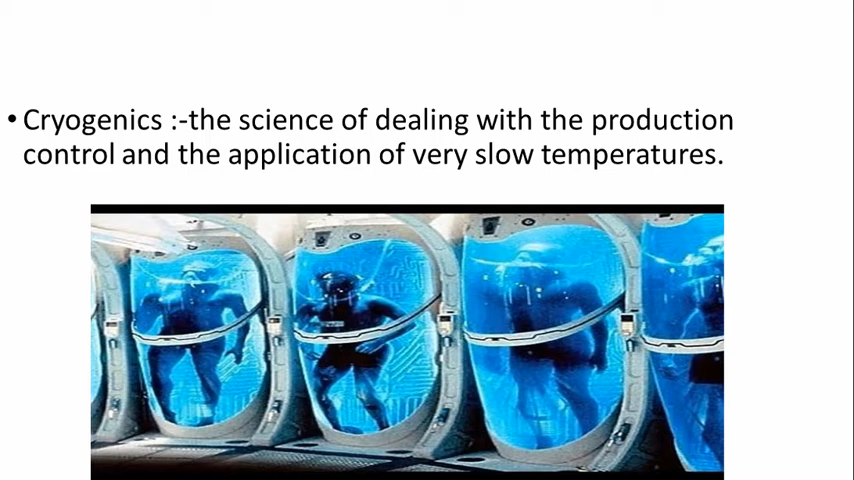 • Cryogenics :-the science of dealing with the production
control and the application of very slow temperatures.